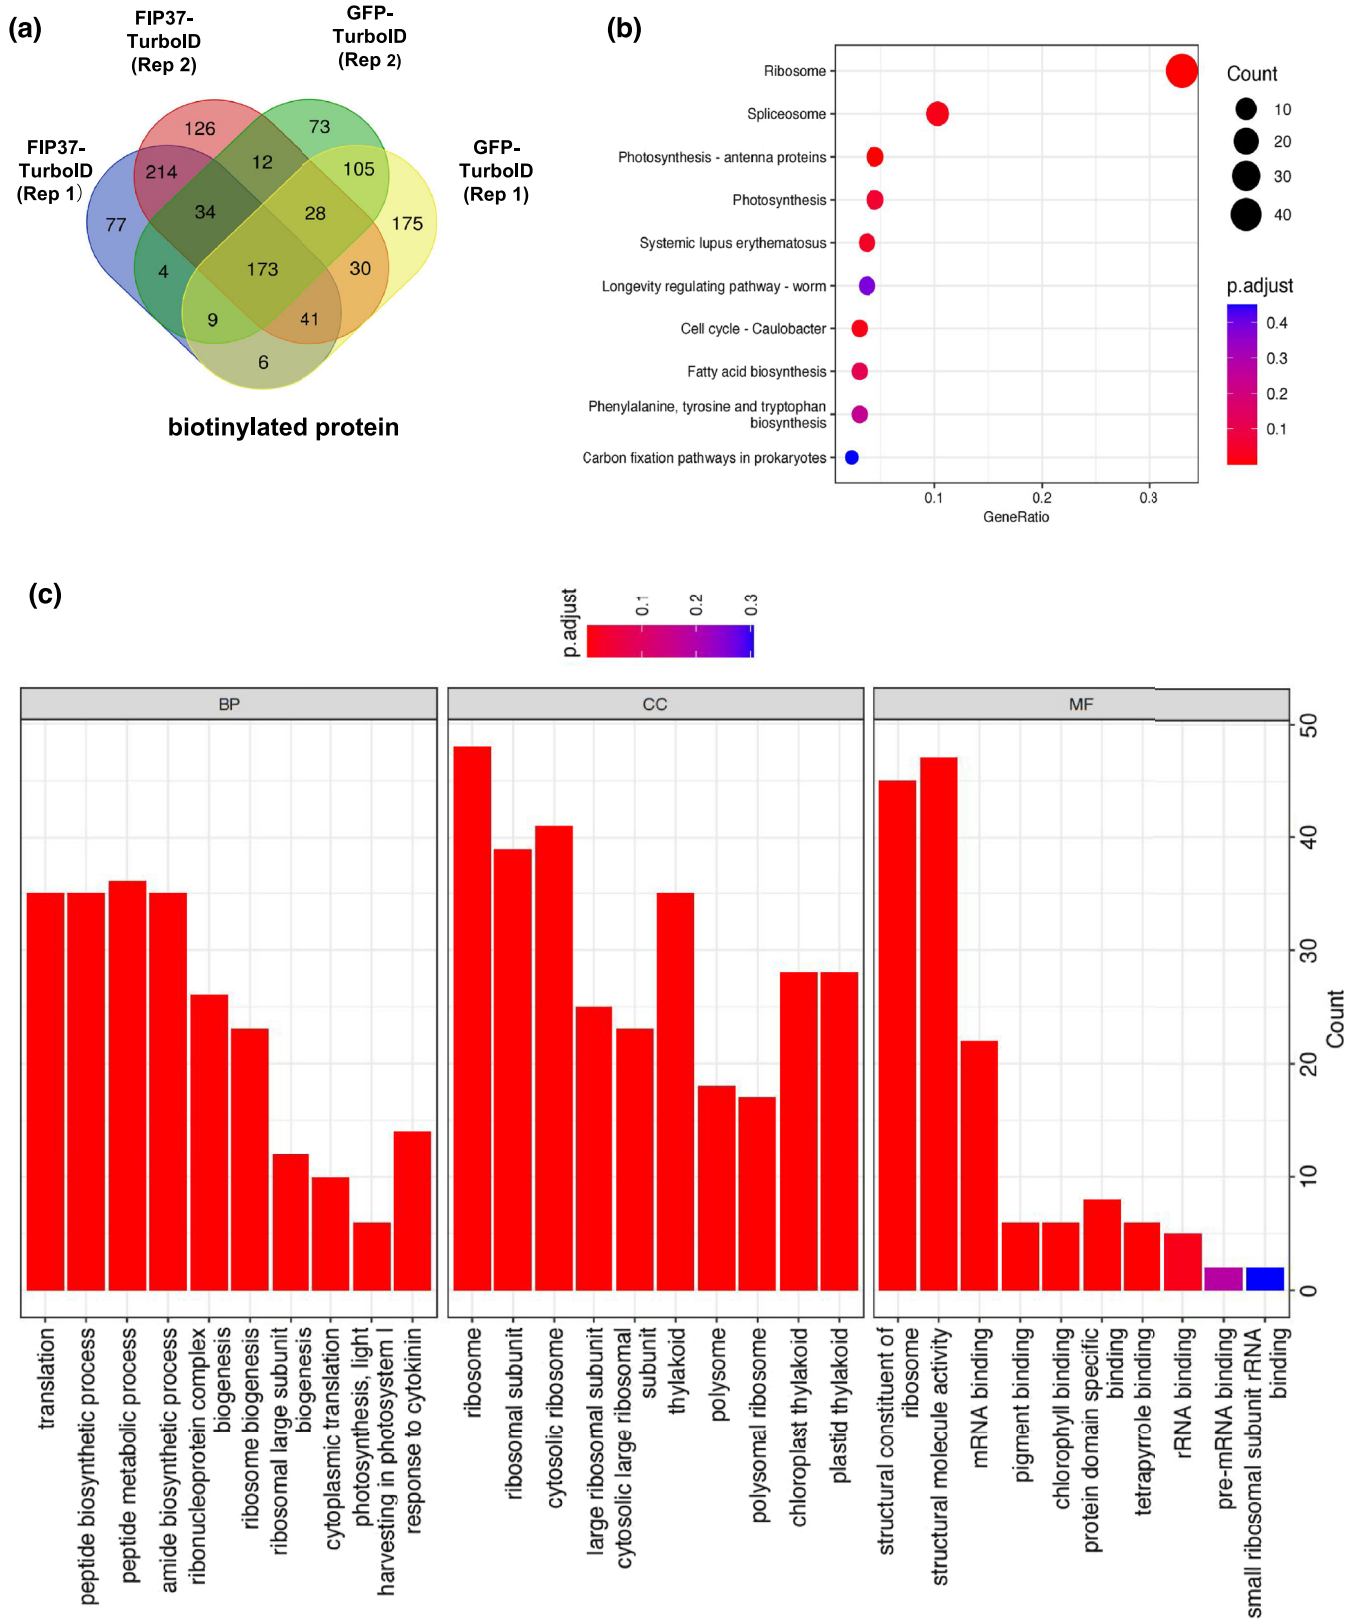 (a)
FIP37-
TurboID
(Rep 2)
GFP-
TurboID
(Rep 2)
FIP37-
TurboID
(Rep 1)
GFP-
TurboID
(Rep 1)
126
73
214
12
105
77
34
28
175
4
173
30
9
41
6
biotinylated protein
(b)
Ribosome
Spliceosome
Photosynthesis - antenna proteins
Photosynthesis
Systemic lupus erythematosus
Longevity regulating pathway - worm
Cell cycle - Caulobacter
Fatty acid biosynthesis
Phenylalanine, tyrosine and tryptophan
biosynthesis
Carbon fixation pathways in prokaryotes
0.1
0.2
0.3
GeneRatio
Count
10
20
30
40
p.adjust
0.4
0.3
0.2
0.1
(c)
p.adjust
0.1
0.2
0.3
BP
CC
MF
50
40
30
20
10
0
Count
translation
peptide biosynthetic process
peptide metabolic process
amide biosynthetic process
ribonucleoprotein complex
biogenesis
ribosome biogenesis
ribosomal large subunit
biogenesis
cytoplasmic translation
photosynthesis, light
harvesting in photosystem I
response to cytokinin
ribosome
ribosomal subunit
cytosolic ribosome
large ribosomal subunit
cytosolic large ribosomal
subunit
thylakoid
polysome
polysomal ribosome
chloroplast thylakoid
plastid thylakoid
structural constituent of
ribosome
structural molecule activity
mRNA binding
pigment binding
chlorophyll binding
protein domain specific
binding
tetrapyrrole binding
rRNA binding
pre-mRNA binding
small ribosomal subunit rRNA
binding